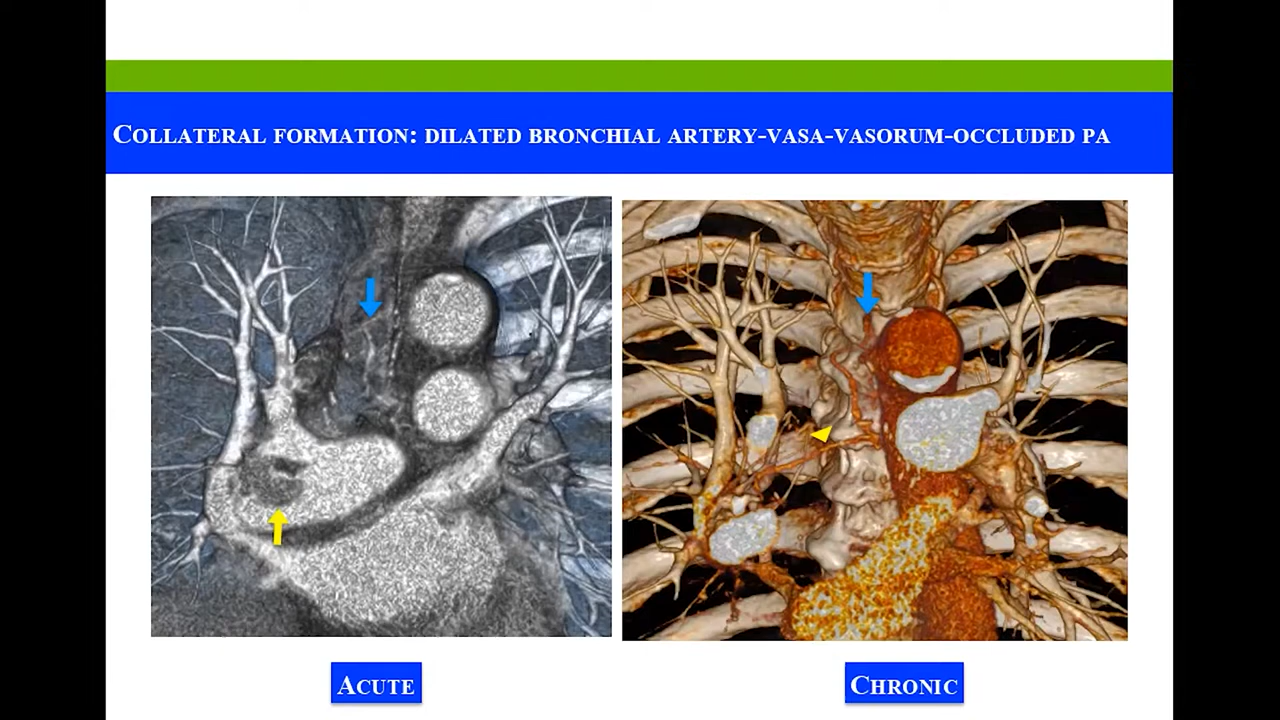 Collateral formation: dilated bronchial artery-vasa-vasorum-occluded PA
Acute
Chronic